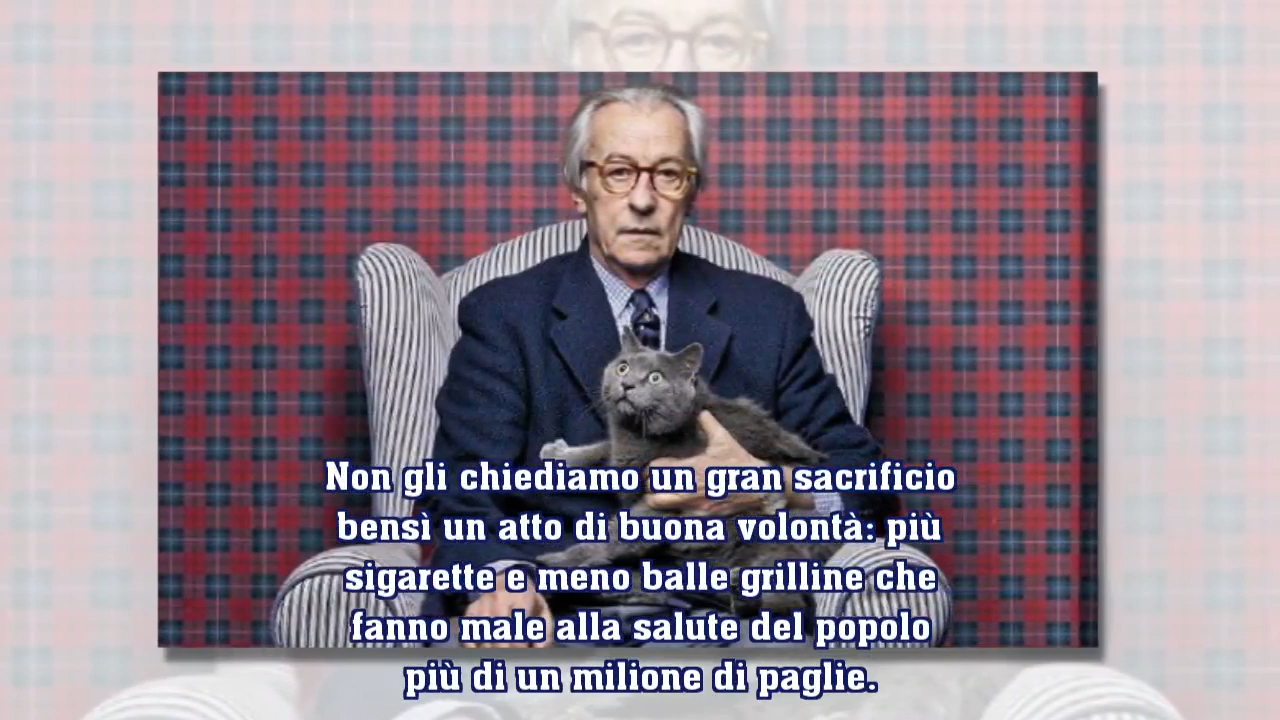 Non gli chiediamo un gran sacrificio
bensì un atto di buona volontà: più
sigarette e meno balle grilline che
fanno male alla salute del popolo
più di un milione di paglie.